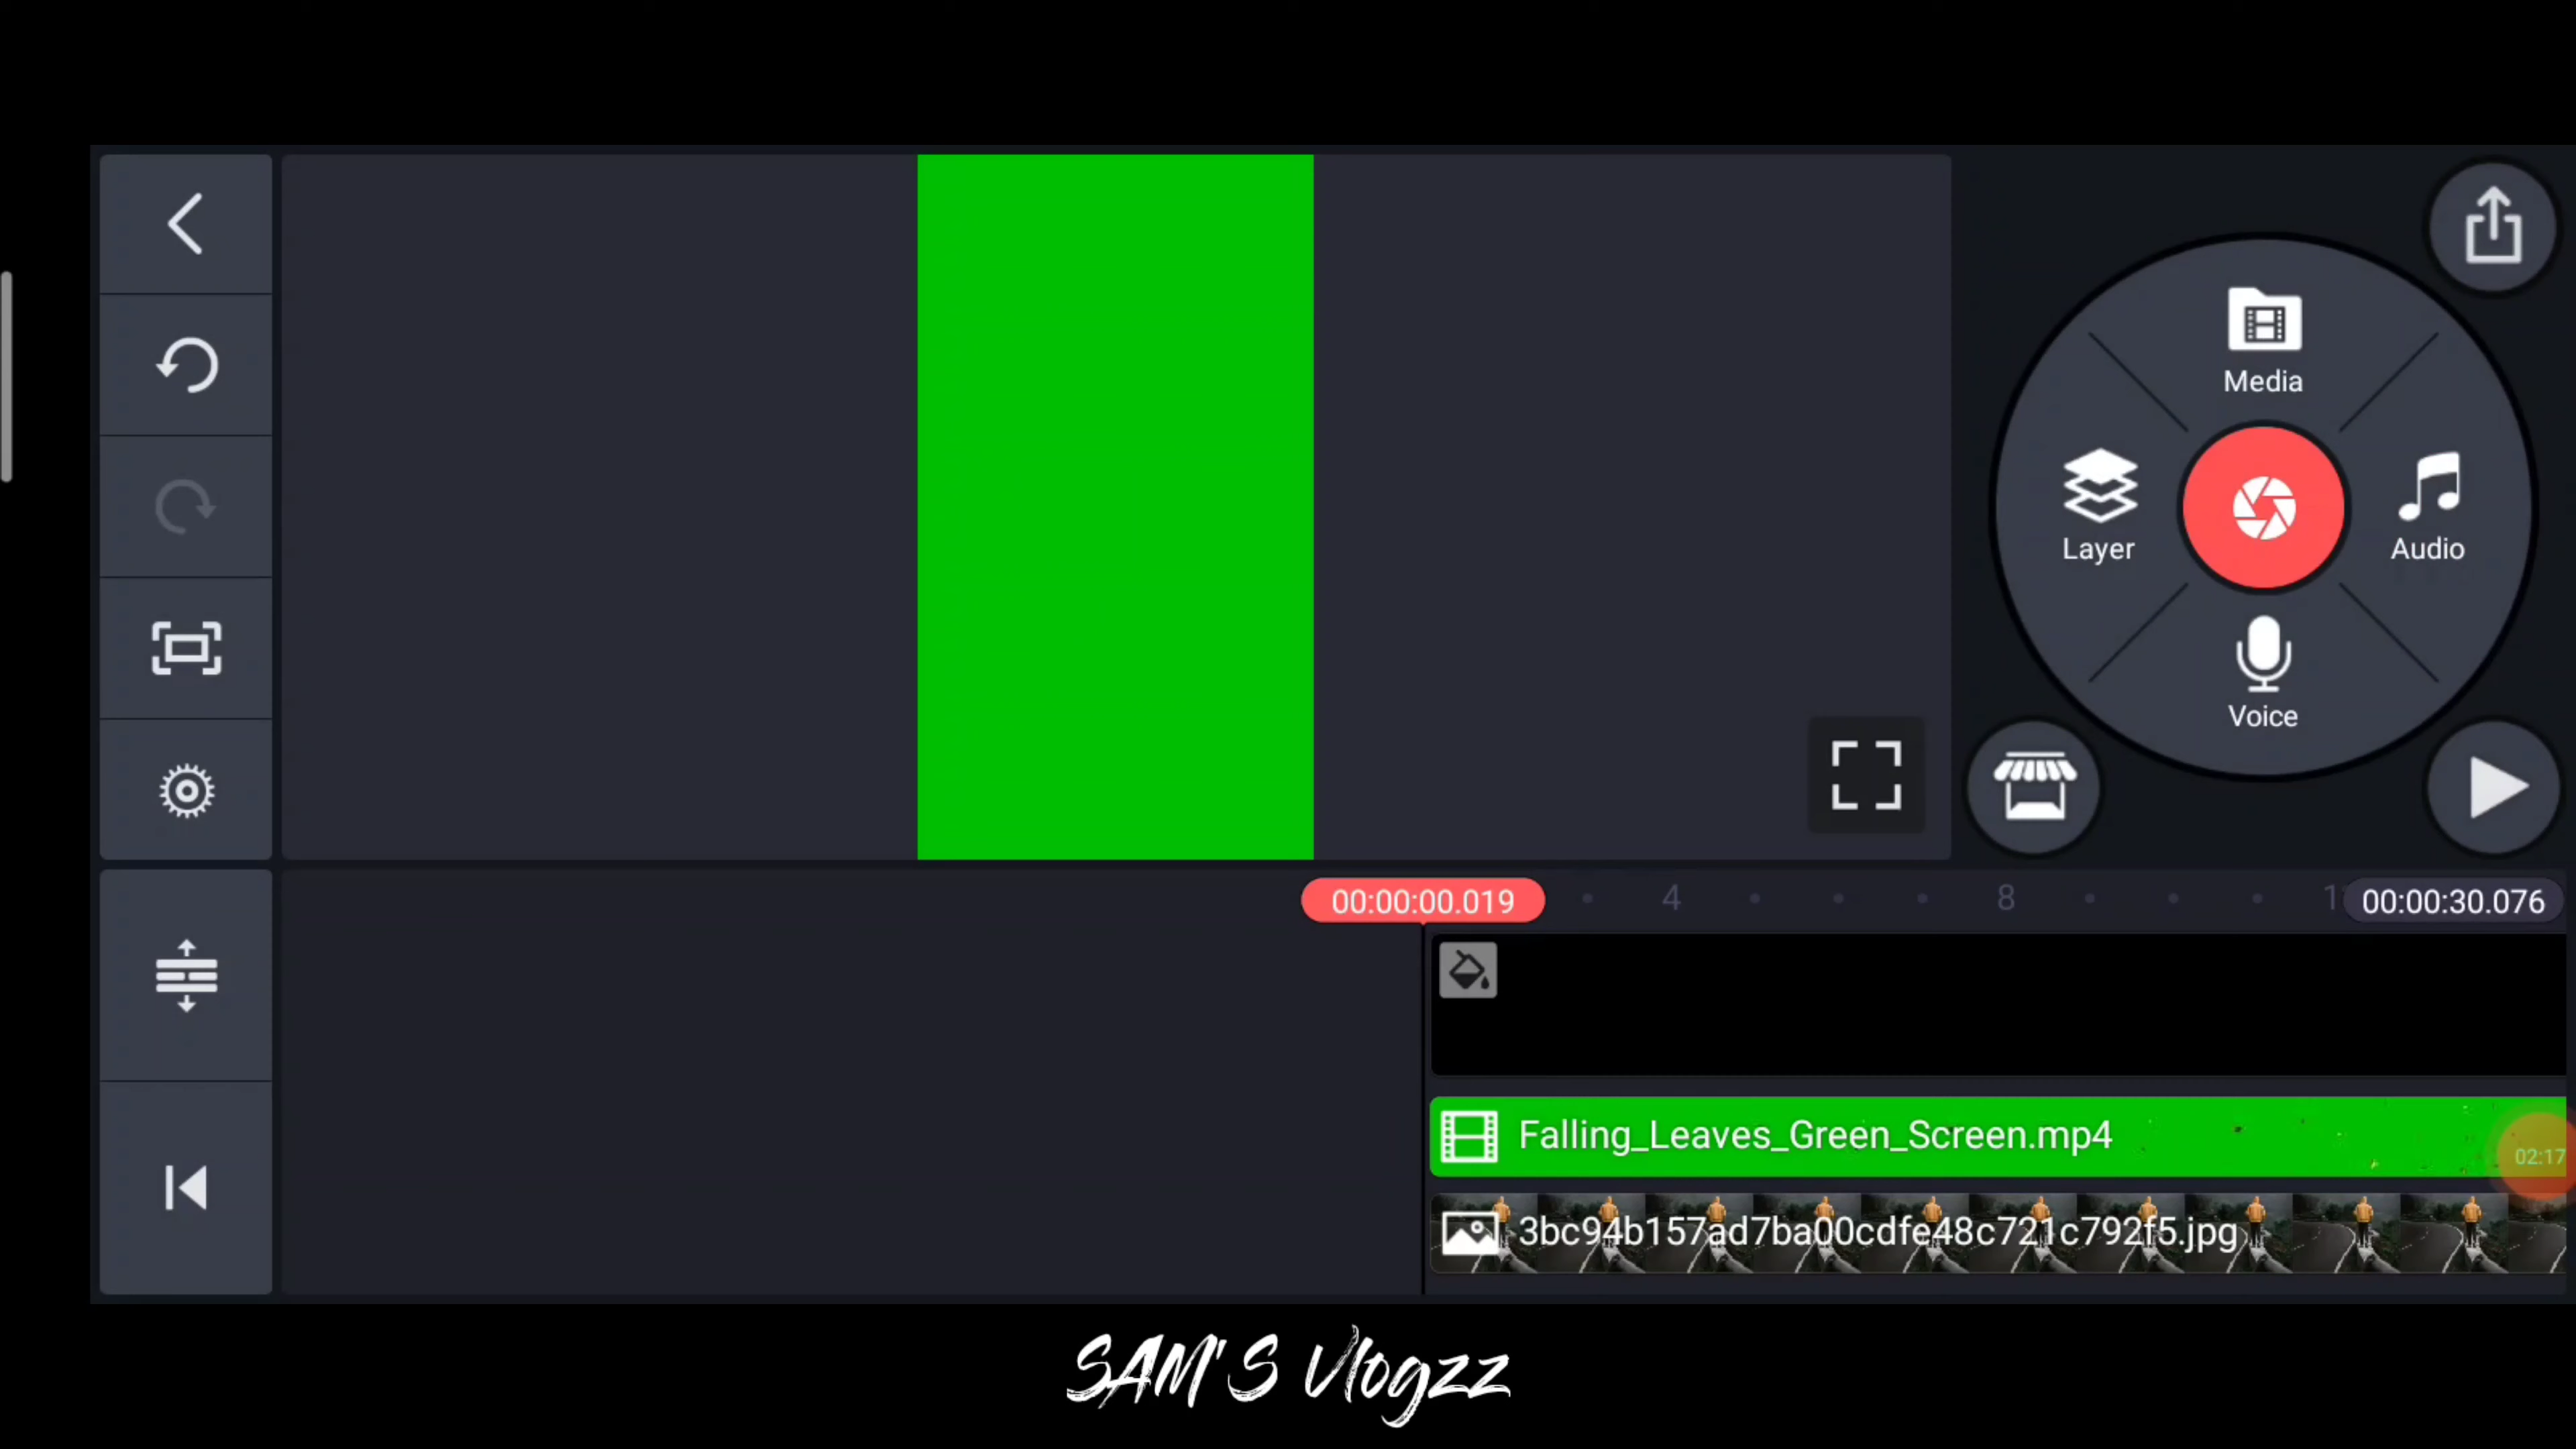 Media
Layer
Audio
Voice
00:00:00.019
4
8
1
00:00:30.076
Falling_Leaves_Green_Screen.mp4
02:17
3bc94b157ad7ba00cdfe48c721c792f5.jpg
SAM'S Vlogzz